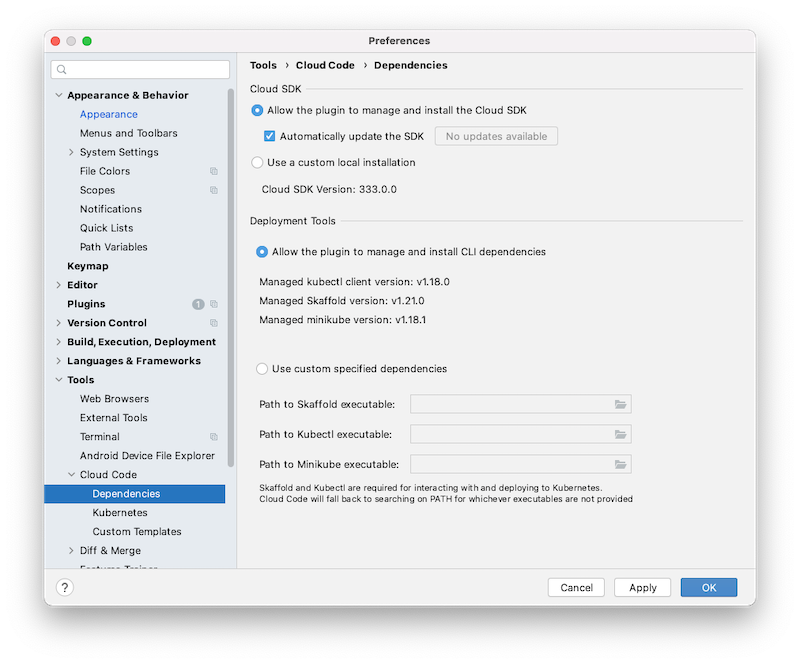 Preferences
Appearance & Behavior
Appearance
Menus and Toolbars
System Settings
File Colors
Scopes
Notifications
Quick Lists
Path Variables
Keymap
Editor
Plugins 1
Version Control
Build, Execution, Deployment
Languages & Frameworks
Tools
Web Browsers
External Tools
Terminal
Android Device File Explorer
Cloud Code
Dependencies
Kubernetes
Custom Templates
Diff & Merge
Tools › Cloud Code › Dependencies
Cloud SDK
Allow the plugin to manage and install the Cloud SDK
Automatically update the SDK No updates available
Use a custom local installation
Cloud SDK Version: 333.0.0
Deployment Tools
Allow the plugin to manage and install CLI dependencies
Managed kubectl client version: v1.18.0
Managed Skaffold version: v1.21.0
Managed minikube version: v1.18.1
Use custom specified dependencies
Path to Skaffold executable:
Path to Kubectl executable:
Path to Minikube executable:
Skaffold and Kubectl are required for interacting with and deploying to Kubernetes.
Cloud Code will fall back to searching on PATH for whichever executables are not provided
? Cancel Apply OK